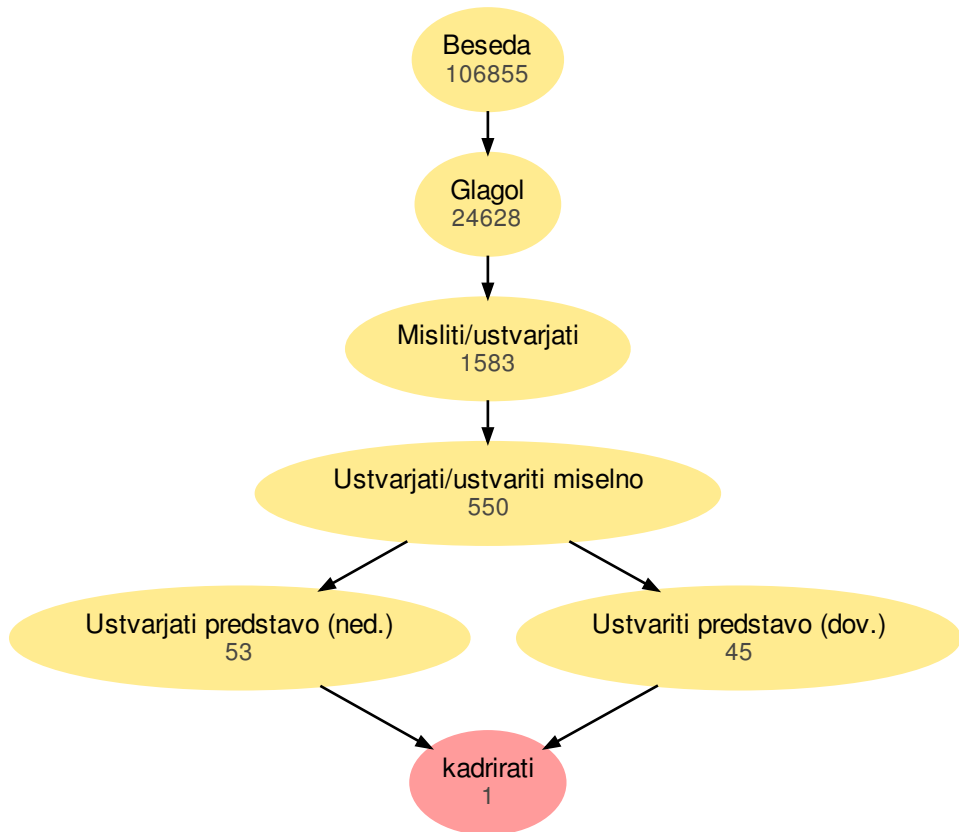 Beseda
106855
Glagol
24628
Misliti/ustvarjati
1583
Ustvarjati/ustvariti miselno
550
Ustvarjati predstavo (ned.)
53
Ustvariti predstavo (dov.)
45
kadrirati
1